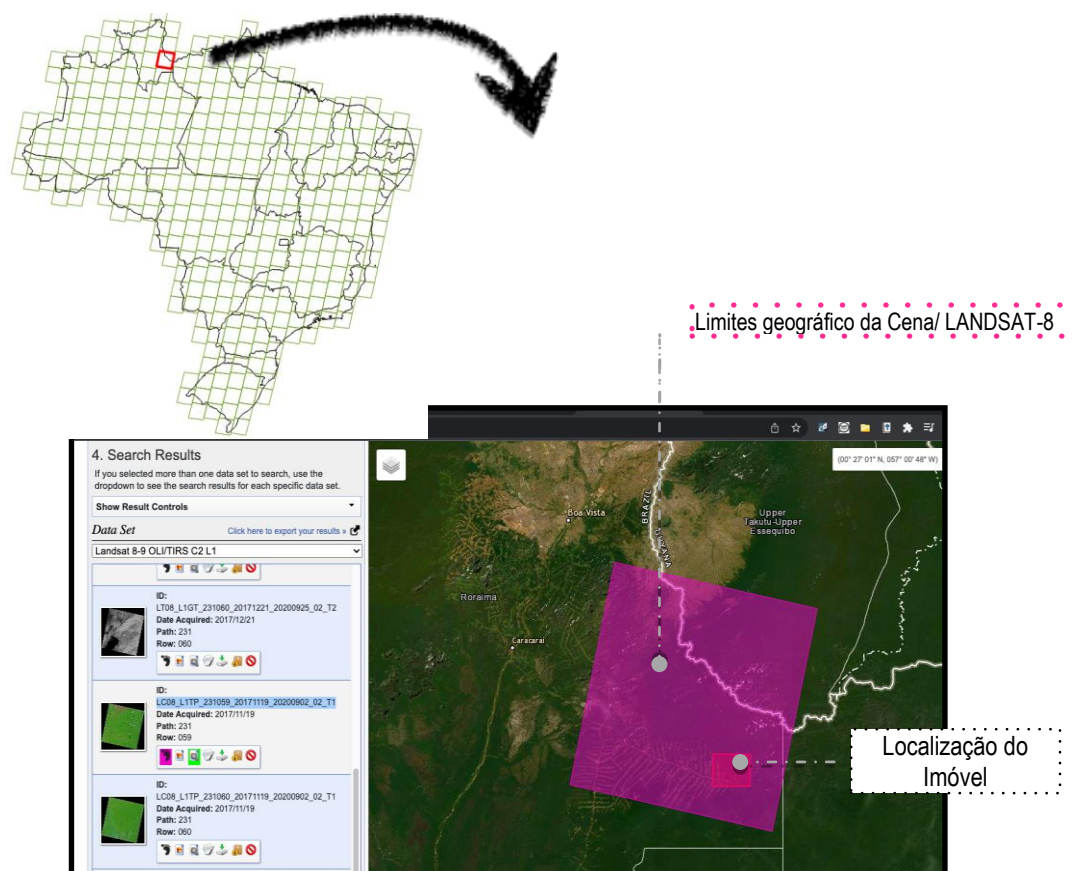 Limites geográfico da Cena/ LANDSAT-8
4. Search Results
If you selected more than one data set to search, use the
dropdown to see the search results for each specific data set.
Show Result Controls
Data Set
Click here to export your results »
Landsat 8-9 OLI/TIRS C2 L1
ID:
LT08_L1GT_231060_20171221_20200925_02_T2
Date Acquired: 2017/12/21
Path: 231
Row: 060
ID:
LC08_L1TP_231059_20171119_20200902_02_T1
Date Acquired: 2017/11/19
Path: 231
Row: 059
ID:
LC08_L1TP_231060_20171119_20200902_02_T1
Date Acquired: 2017/11/19
Path: 231
Row: 060
(00° 27' 01" N, 057° 00' 48" W)
Boa Vista
BRAZIL
GUYANA
Upper
Takutu-Upper
Essequibo
Roraima
Caracaraí
Localização do
Imóvel